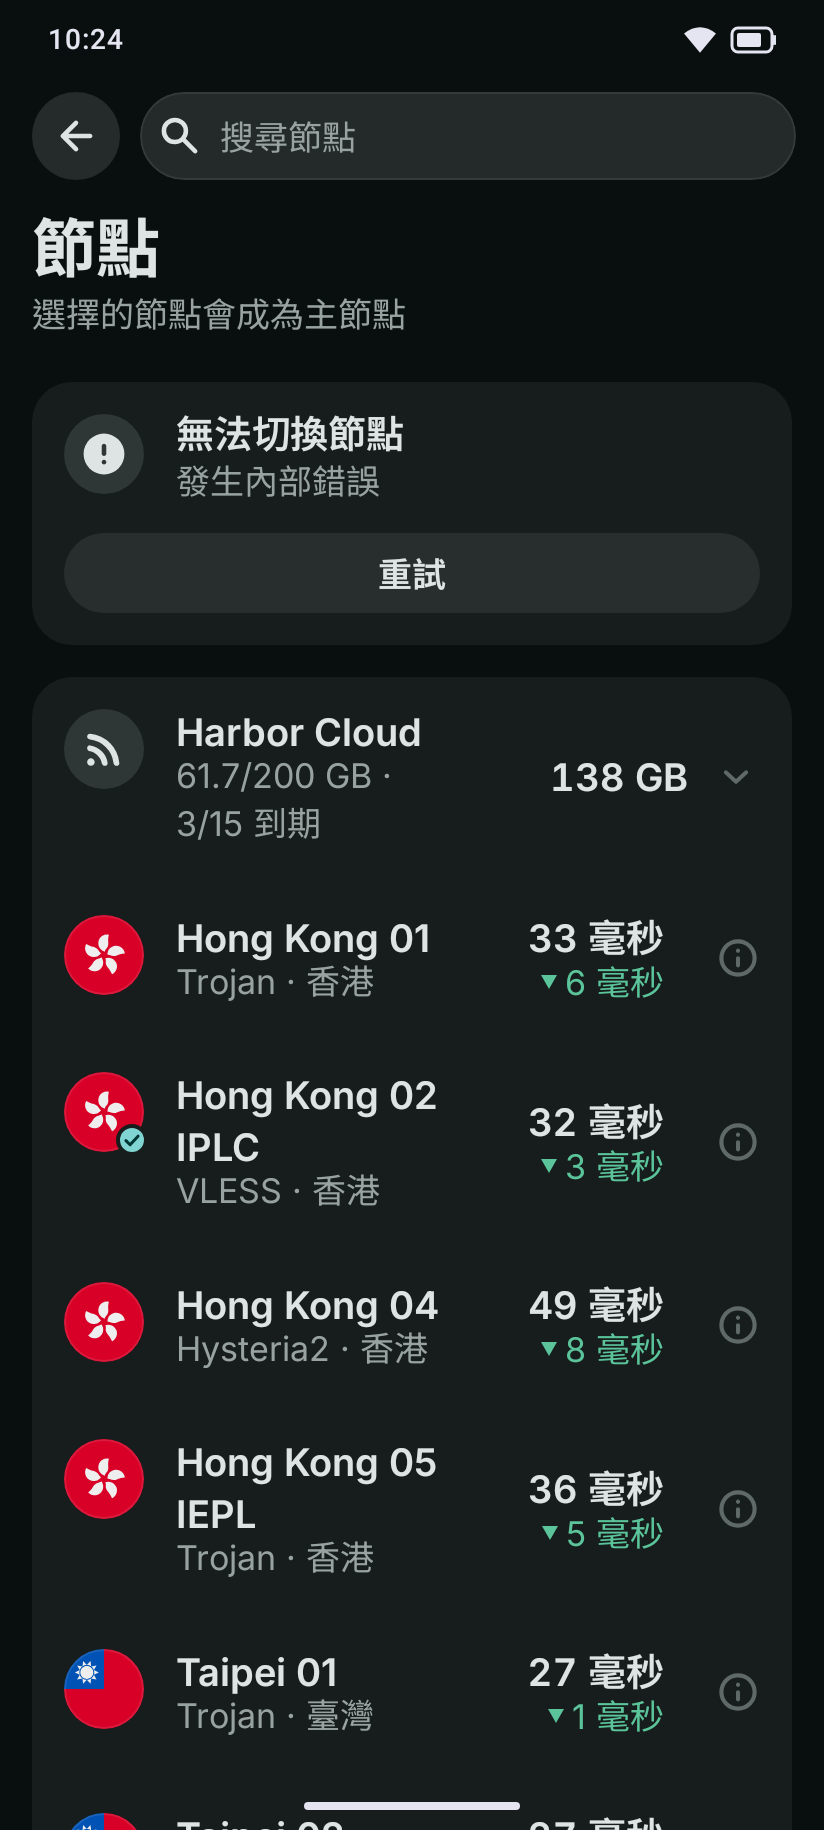 10:24
搜尋節點
節點
選擇的節點會成為主節點
無法切換節點
發生內部錯誤
重試
Harbor Cloud
61.7/200 GB ·
3/15 到期
138 GB
Hong Kong 01
Trojan · 香港
33 毫秒
▼6 毫秒
Hong Kong 02
IPLC
VLESS · 香港
32 毫秒
▼3 毫秒
Hong Kong 04
Hysteria2 · 香港
49 毫秒
▼8 毫秒
Hong Kong 05
IEPL
Trojan · 香港
36 毫秒
▼5 毫秒
Taipei 01
Trojan · 臺灣
27 毫秒
▼1 毫秒